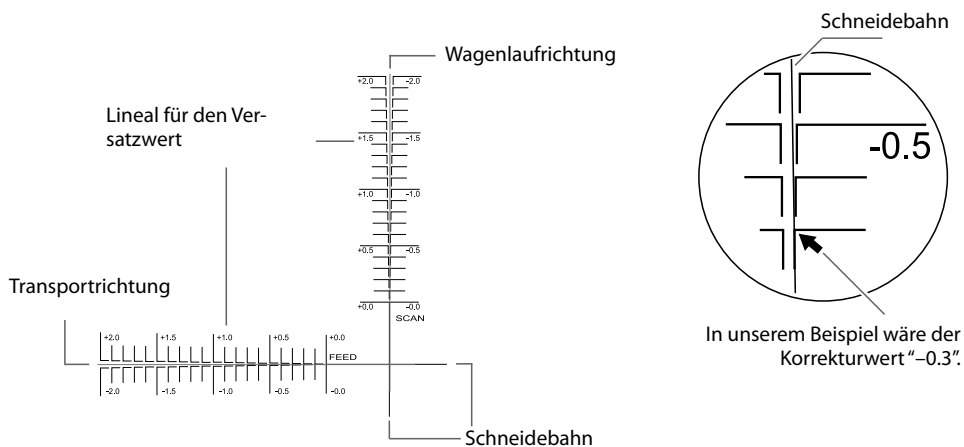 Schneidebahn
Wagenlaufrichtung
+2.0 -2.0
Lineal für den Ver-
satzwert
+1.5 -1.5
-0.5
+1.0 -1.0
+0.5 -0.5
Transportrichtung
+0.0 -0.0
SCAN
In unserem Beispiel wäre der
Korrekturwert “–0.3”.
+2.0 +1.5 +1.0 +0.5 +0.0
FEED
-2.0 -1.5 -1.0 -0.5 -0.0
Schneidebahn